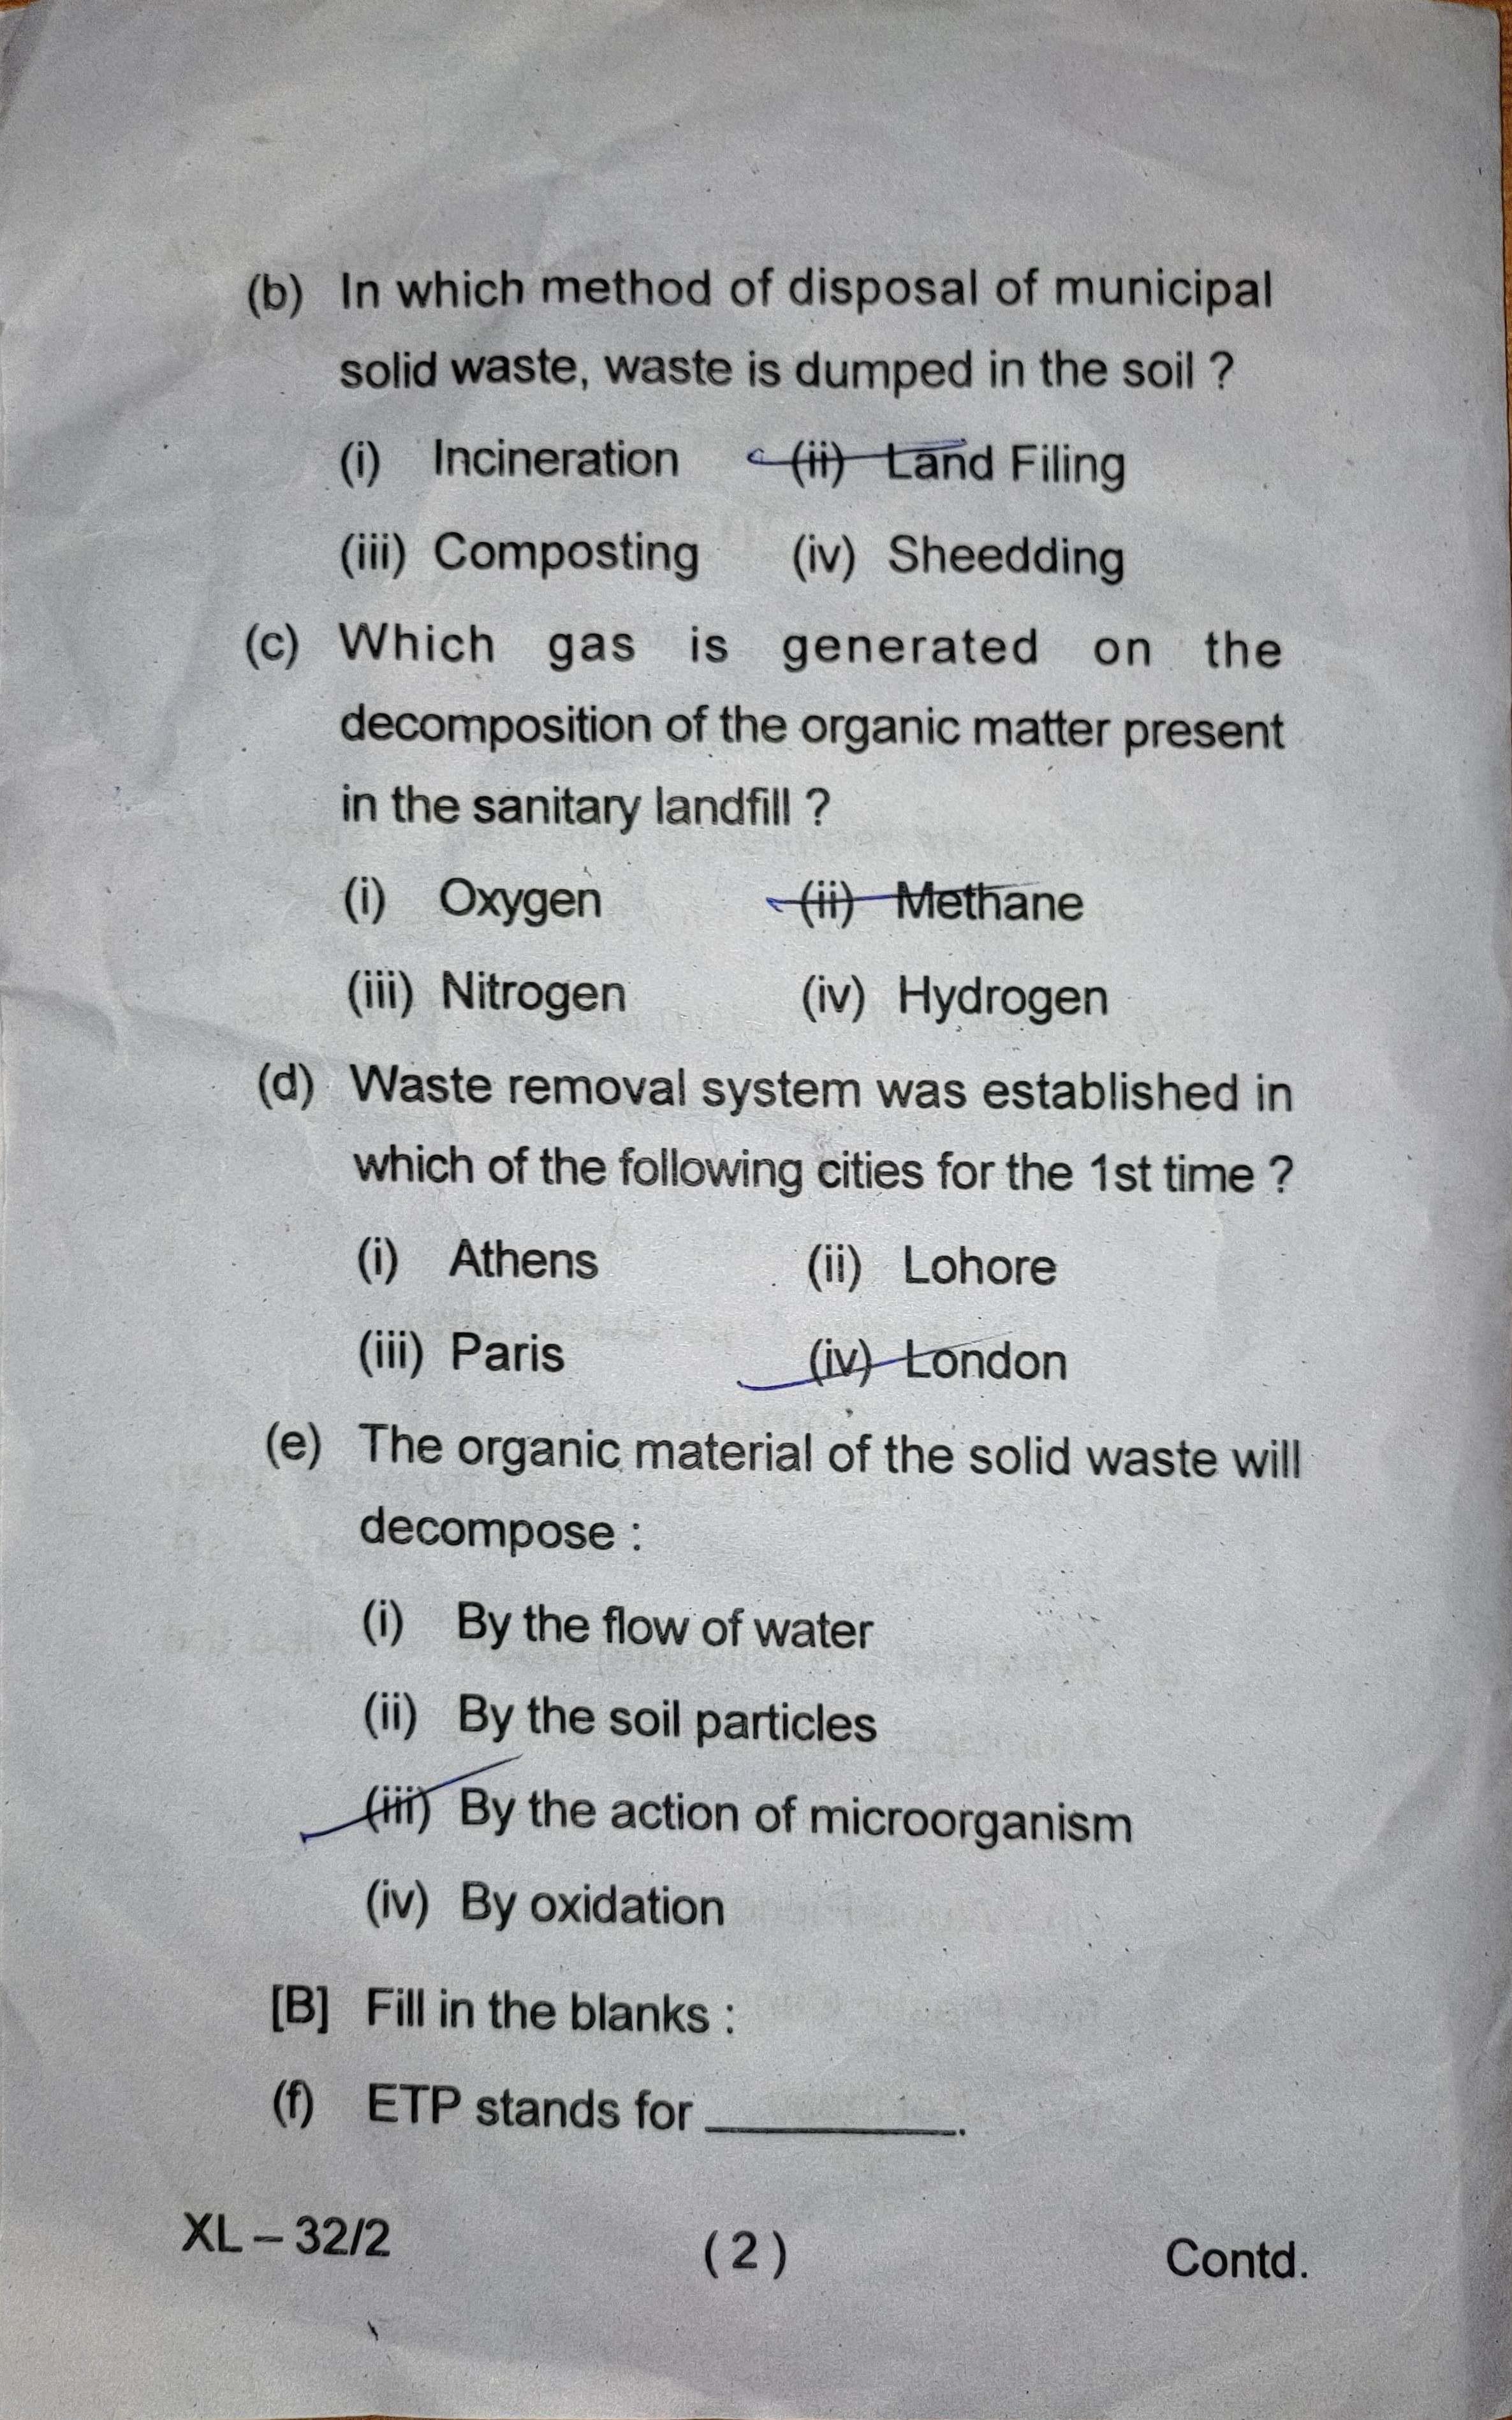 (b) In which method of disposal of municipal
solid waste, waste is dumped in the soil ?
(i) Incineration (ii) Land Filing
(iii) Composting (iv) Sheedding
(c) Which gas is generated on the
decomposition of the organic matter present
in the sanitary landfill ?
(i) Oxygen (ii) Methane
(iii) Nitrogen (iv) Hydrogen
(d) Waste removal system was established in
which of the following cities for the 1st time ?
(i) Athens (ii) Lohore
(iii) Paris (iv) London
(e) The organic material of the solid waste will
decompose :
(i) By the flow of water
(ii) By the soil particles
(iii) By the action of microorganism
(iv) By oxidation
[B] Fill in the blanks :
(f) ETP stands for __________.
XL – 32/2 ( 2 ) Contd.